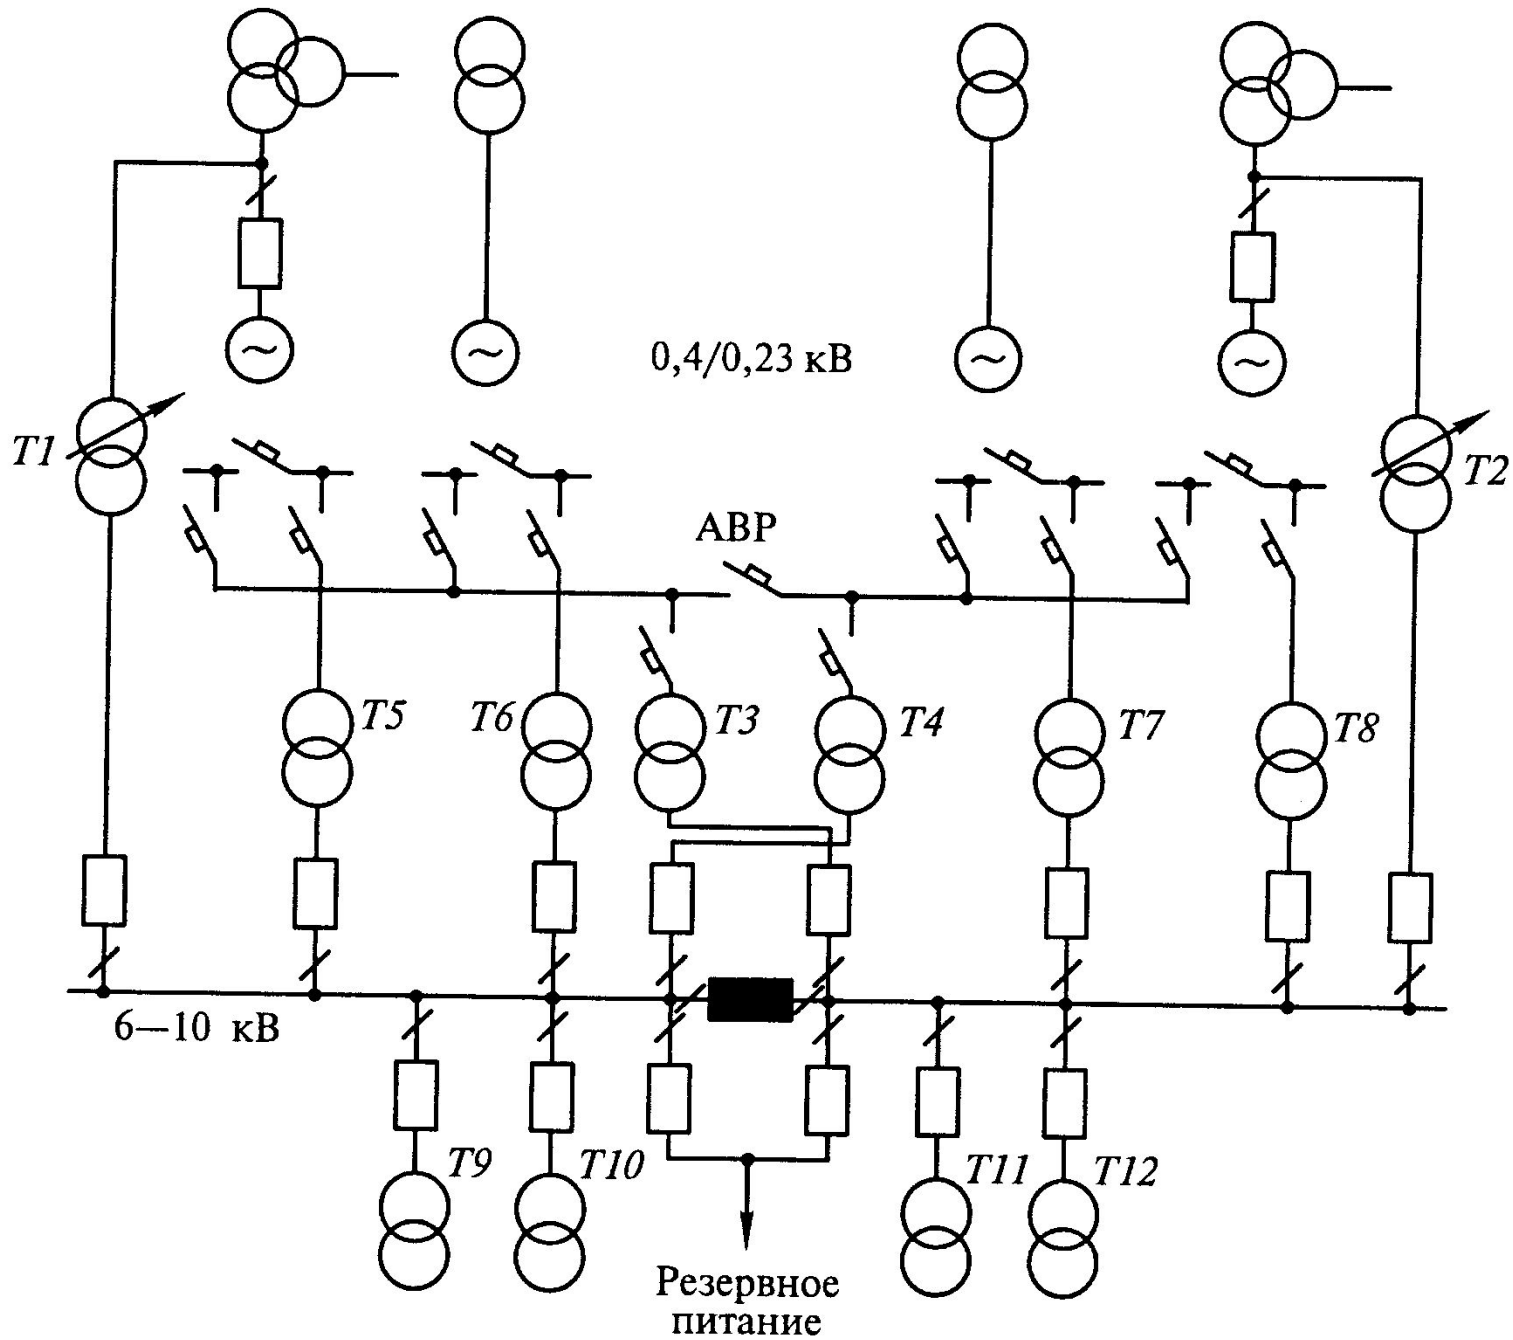 0,4/0,23 кВ
T1
T2
АВР
T5
T6
T3
T4
T7
T8
6—10 кВ
T9
T10
T11
T12
Резервное
питание